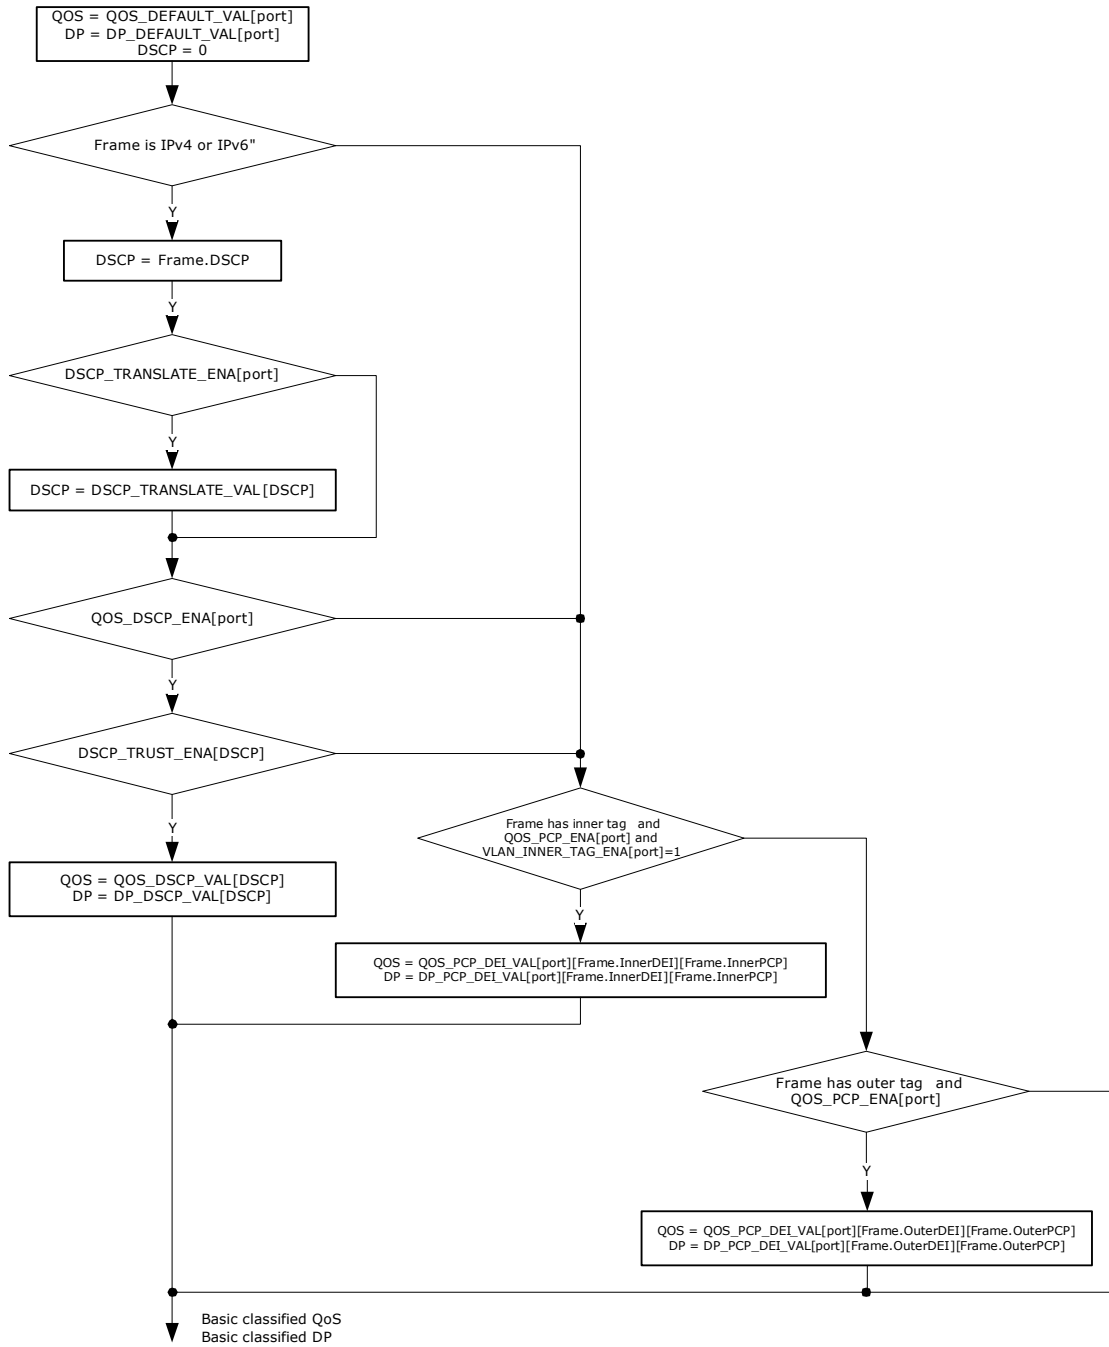 QOS = QOS_DEFAULT_VAL[port]
DP = DP_DEFAULT_VAL[port]
DSCP = 0
Frame is IPv4 or IPv6"
Y
DSCP = Frame.DSCP
Y
DSCP_TRANSLATE_ENA[port]
Y
DSCP = DSCP_TRANSLATE_VAL[DSCP]
QOS_DSCP_ENA[port]
Y
DSCP_TRUST_ENA[DSCP]
Y
Frame has inner tag and
QOS_PCP_ENA[port] and
VLAN_INNER_TAG_ENA[port]=1
QOS = QOS_DSCP_VAL[DSCP]
DP = DP_DSCP_VAL[DSCP]
Y
QOS = QOS_PCP_DEI_VAL[port][Frame.InnerDEI][Frame.InnerPCP]
DP = DP_PCP_DEI_VAL[port][Frame.InnerDEI][Frame.InnerPCP]
Frame has outer tag and
QOS_PCP_ENA[port]
Y
QOS = QOS_PCP_DEI_VAL[port][Frame.OuterDEI][Frame.OuterPCP]
DP = DP_PCP_DEI_VAL[port][Frame.OuterDEI][Frame.OuterPCP]
Basic classified QoS
Basic classified DP